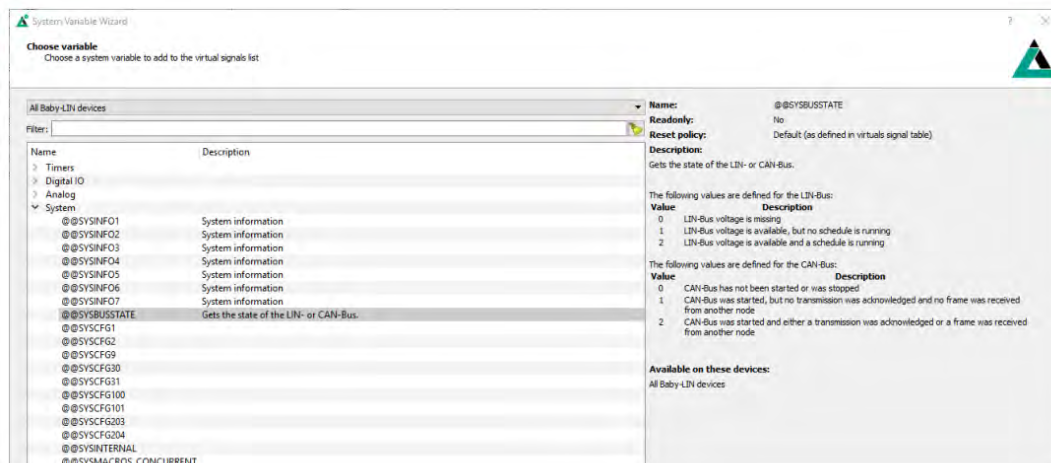 System Variable Wizard
? ×
Choose variable
Choose a system variable to add to the virtual signals list
All Baby-LIN devices
Filter:
Name Description
Timers
Digital IO
Analog
System
@@SYSINFO1 System information
@@SYSINFO2 System information
@@SYSINFO3 System information
@@SYSINFO4 System information
@@SYSINFO5 System information
@@SYSINFO6 System information
@@SYSINFO7 System information
@@SYSBUSSTATE Gets the state of the LIN- or CAN-Bus.
@@SYSCFG1
@@SYSCFG2
@@SYSCFG9
@@SYSCFG30
@@SYSCFG31
@@SYSCFG100
@@SYSCFG101
@@SYSCFG203
@@SYSCFG204
@@SYSINTERNAL
@@SYSMACROS_CONCURRENT
Name: @@SYSBUSSTATE
Readonly: No
Reset policy: Default (as defined in virtuals signal table)
Description:
Gets the state of the LIN- or CAN-Bus.
The following values are defined for the LIN-Bus:
Value Description
0 LIN-Bus voltage is missing
1 LIN-Bus voltage is available, but no schedule is running
2 LIN-Bus voltage is available and a schedule is running
The following values are defined for the CAN-Bus:
Value Description
0 CAN-Bus has not been started or was stopped
1 CAN-Bus was started, but no transmission was acknowledged and no frame was received
from another node
2 CAN-Bus was started and either a transmission was acknowledged or a frame was received
from another node
Available on these devices:
All Baby-LIN devices